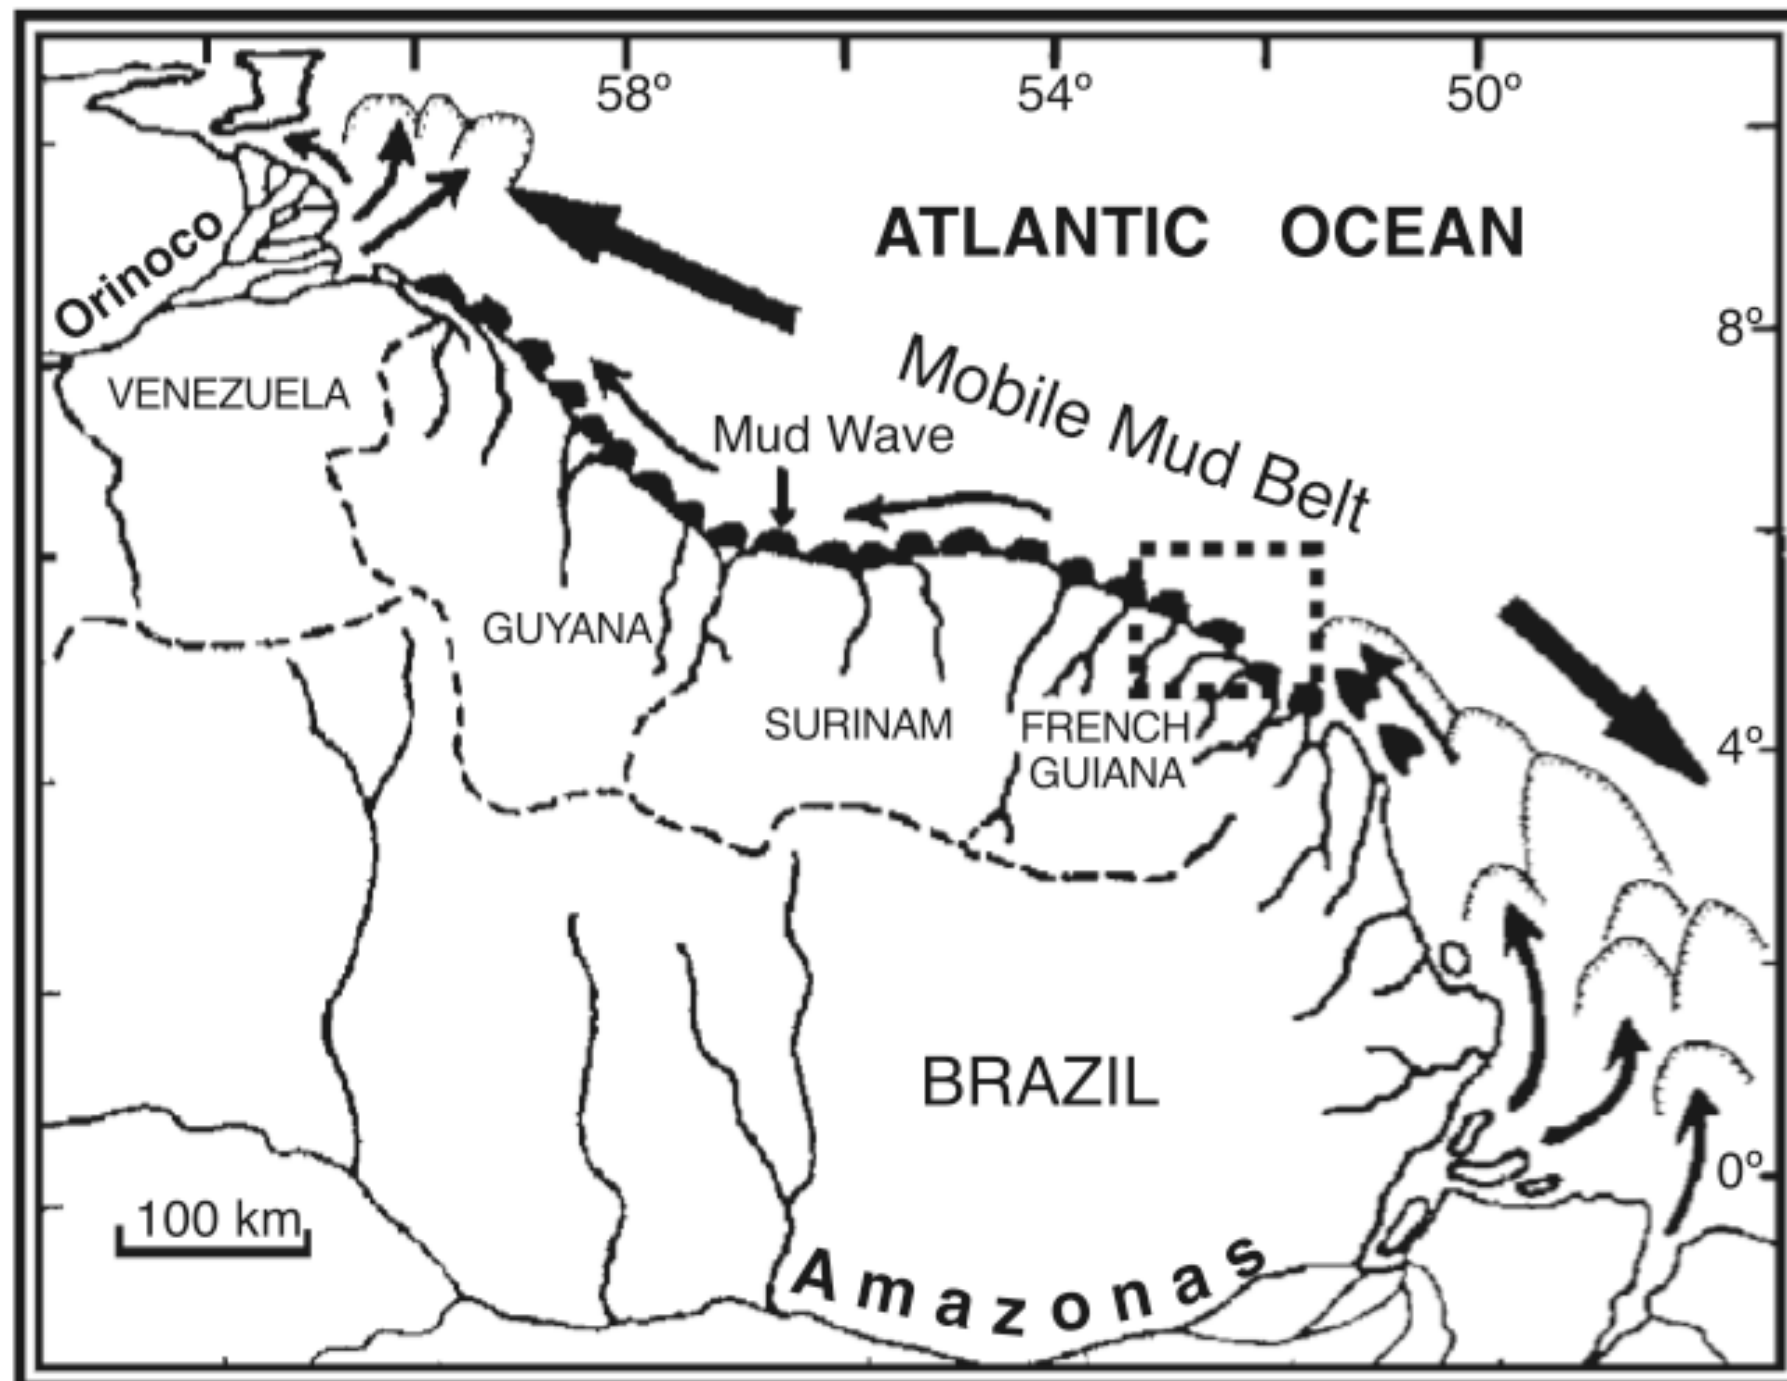 58º
54º
50º
ATLANTIC OCEAN
Orinoco
8º
Mobile Mud Belt
VENEZUELA
Mud Wave
GUYANA
SURINAM
FRENCH
GUIANA
4º
BRAZIL
0º
100 km
Amazonas